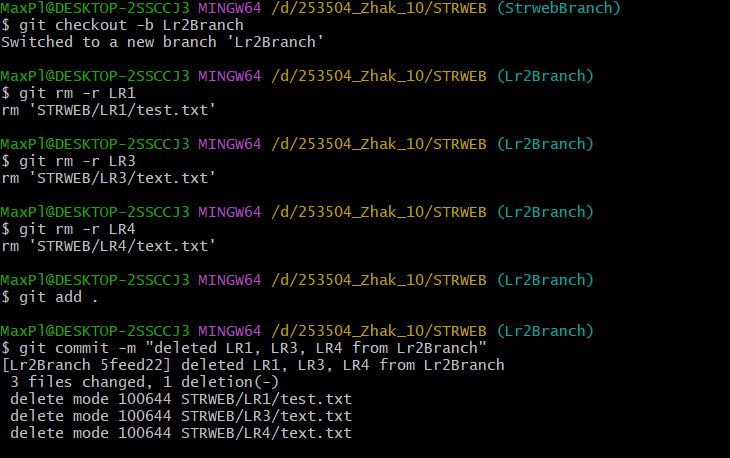 MaxPl@DESKTOP-2SSCCJ3 MINGW64 /d/253504_Zhak_10/STRWEB (StrwebBranch)
$ git checkout -b Lr2Branch
Switched to a new branch 'Lr2Branch'
MaxPl@DESKTOP-2SSCCJ3 MINGW64 /d/253504_Zhak_10/STRWEB (Lr2Branch)
$ git rm -r LR1
rm 'STRWEB/LR1/test.txt'
MaxPl@DESKTOP-2SSCCJ3 MINGW64 /d/253504_Zhak_10/STRWEB (Lr2Branch)
$ git rm -r LR3
rm 'STRWEB/LR3/text.txt'
MaxPl@DESKTOP-2SSCCJ3 MINGW64 /d/253504_Zhak_10/STRWEB (Lr2Branch)
$ git rm -r LR4
rm 'STRWEB/LR4/text.txt'
MaxPl@DESKTOP-2SSCCJ3 MINGW64 /d/253504_Zhak_10/STRWEB (Lr2Branch)
$ git add .
MaxPl@DESKTOP-2SSCCJ3 MINGW64 /d/253504_Zhak_10/STRWEB (Lr2Branch)
$ git commit -m "deleted LR1, LR3, LR4 from Lr2Branch"
[Lr2Branch 5feed22] deleted LR1, LR3, LR4 from Lr2Branch
3 files changed, 1 deletion(-)
delete mode 100644 STRWEB/LR1/test.txt
delete mode 100644 STRWEB/LR3/text.txt
delete mode 100644 STRWEB/LR4/text.txt